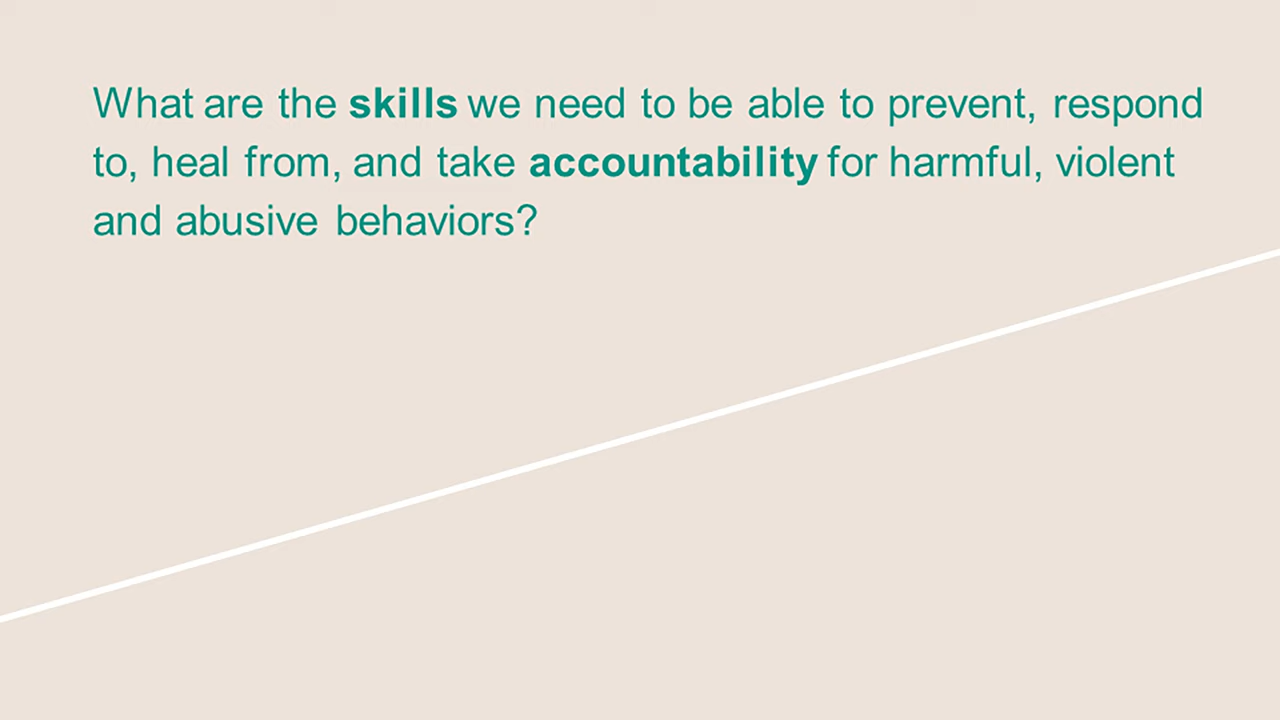 What are the skills we need to be able to prevent, respond
to, heal from, and take accountability for harmful, violent
and abusive behaviors?